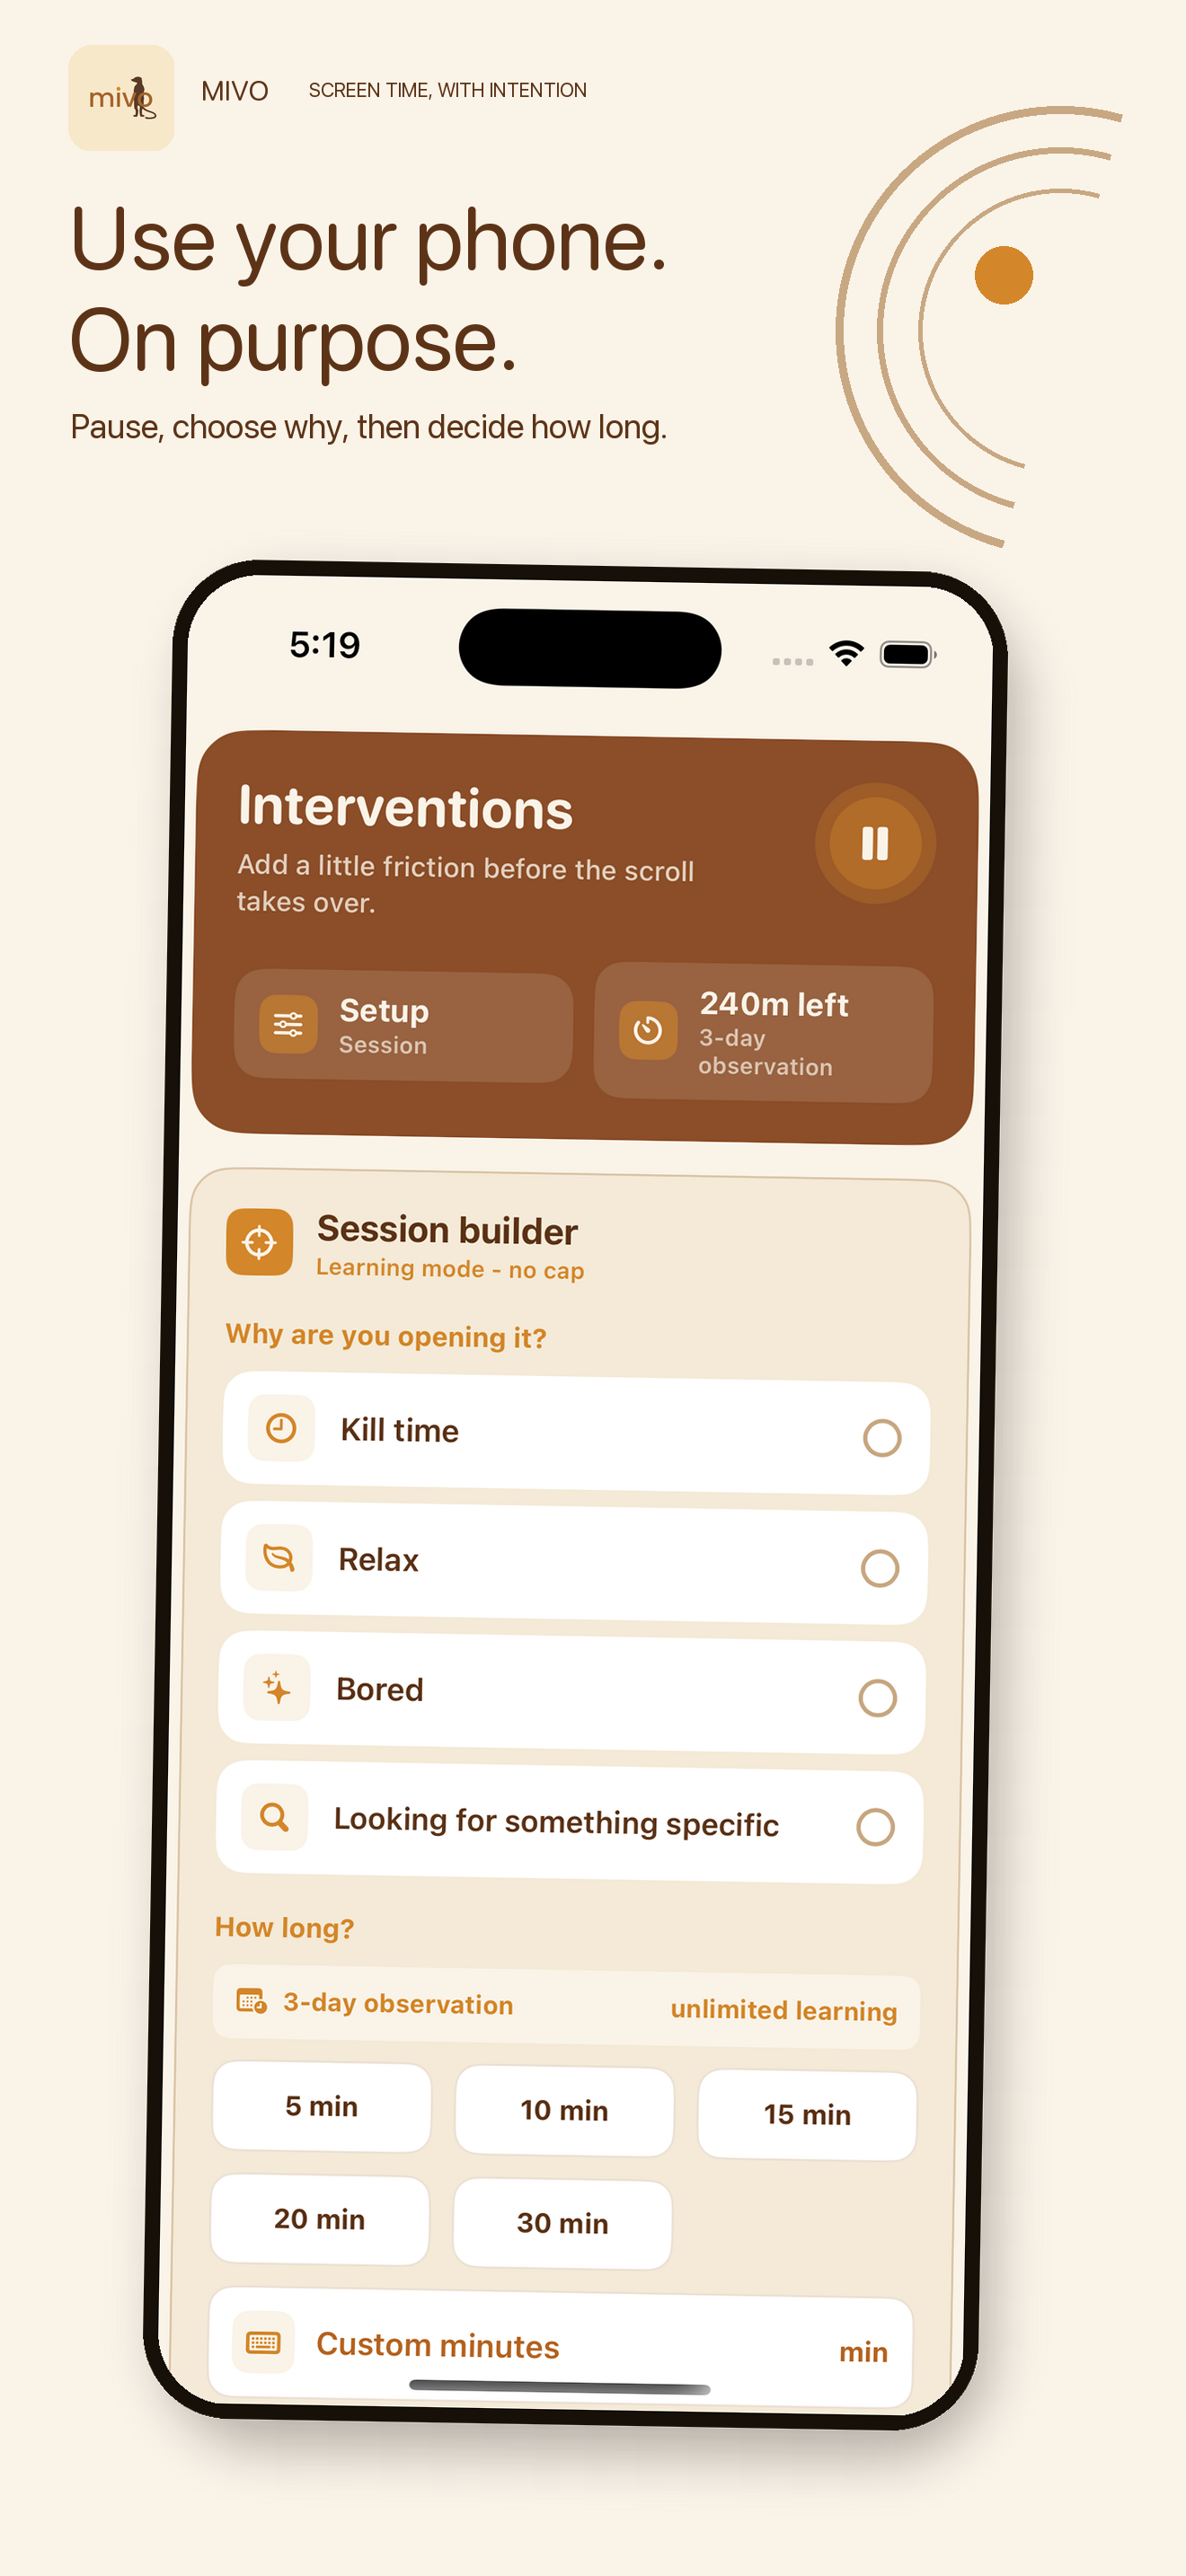 mivo
MIVO
SCREEN TIME, WITH INTENTION
Use your phone.
On purpose.
Pause, choose why, then decide how long.
5:19
Interventions
Add a little friction before the scroll
takes over.
Setup
Session
240m left
3-day
observation
Session builder
Learning mode - no cap
Why are you opening it?
Kill time
Relax
Bored
Looking for something specific
How long?
3-day observation
unlimited learning
5 min
10 min
15 min
20 min
30 min
Custom minutes
min